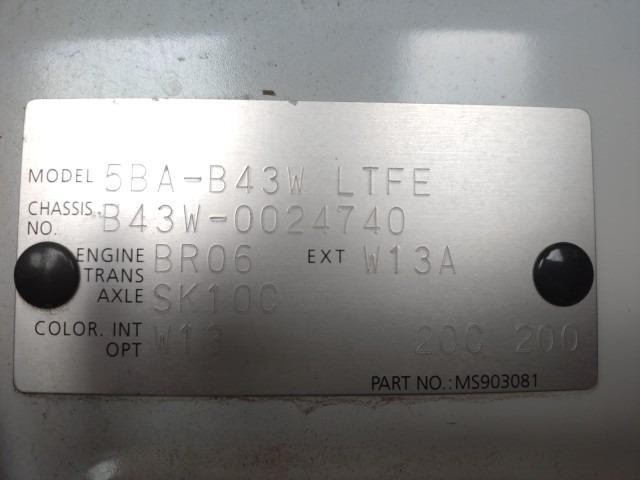 MODEL 5BA-B43W LTFE
CHASSIS. NO. B43W-0024740
ENGINE BR06 EXT W13A
TRANS AXLE SK10C
COLOR. INT W13 20C 200
OPT
PART NO.: MS903081